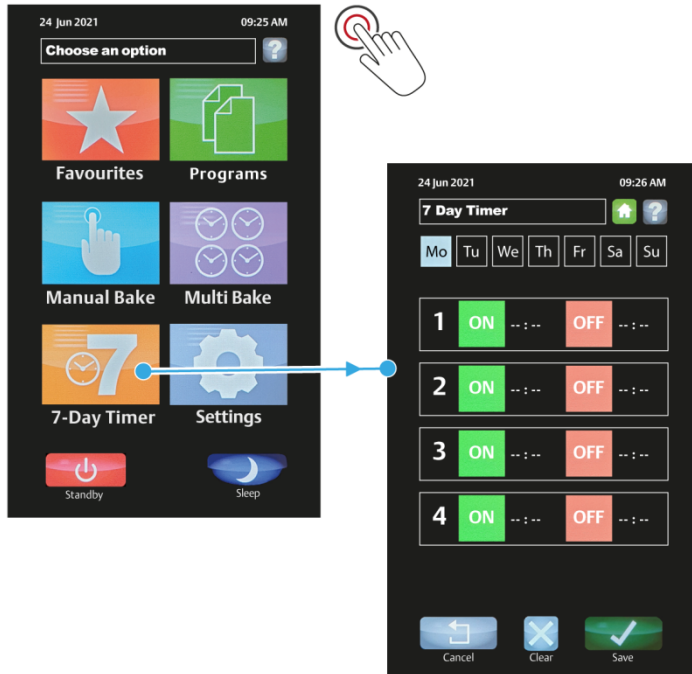 24 Jun 2021 09:25 AM
Choose an option ?
Favourites Programs
Manual Bake Multi Bake
7
7-Day Timer Settings
Standby Sleep
24 Jun 2021 09:26 AM
7 Day Timer ?
Mo Tu We Th Fr Sa Su
1 ON --:-- OFF --:--
2 ON --:-- OFF --:--
3 ON --:-- OFF --:--
4 ON --:-- OFF --:--
Cancel Clear Save